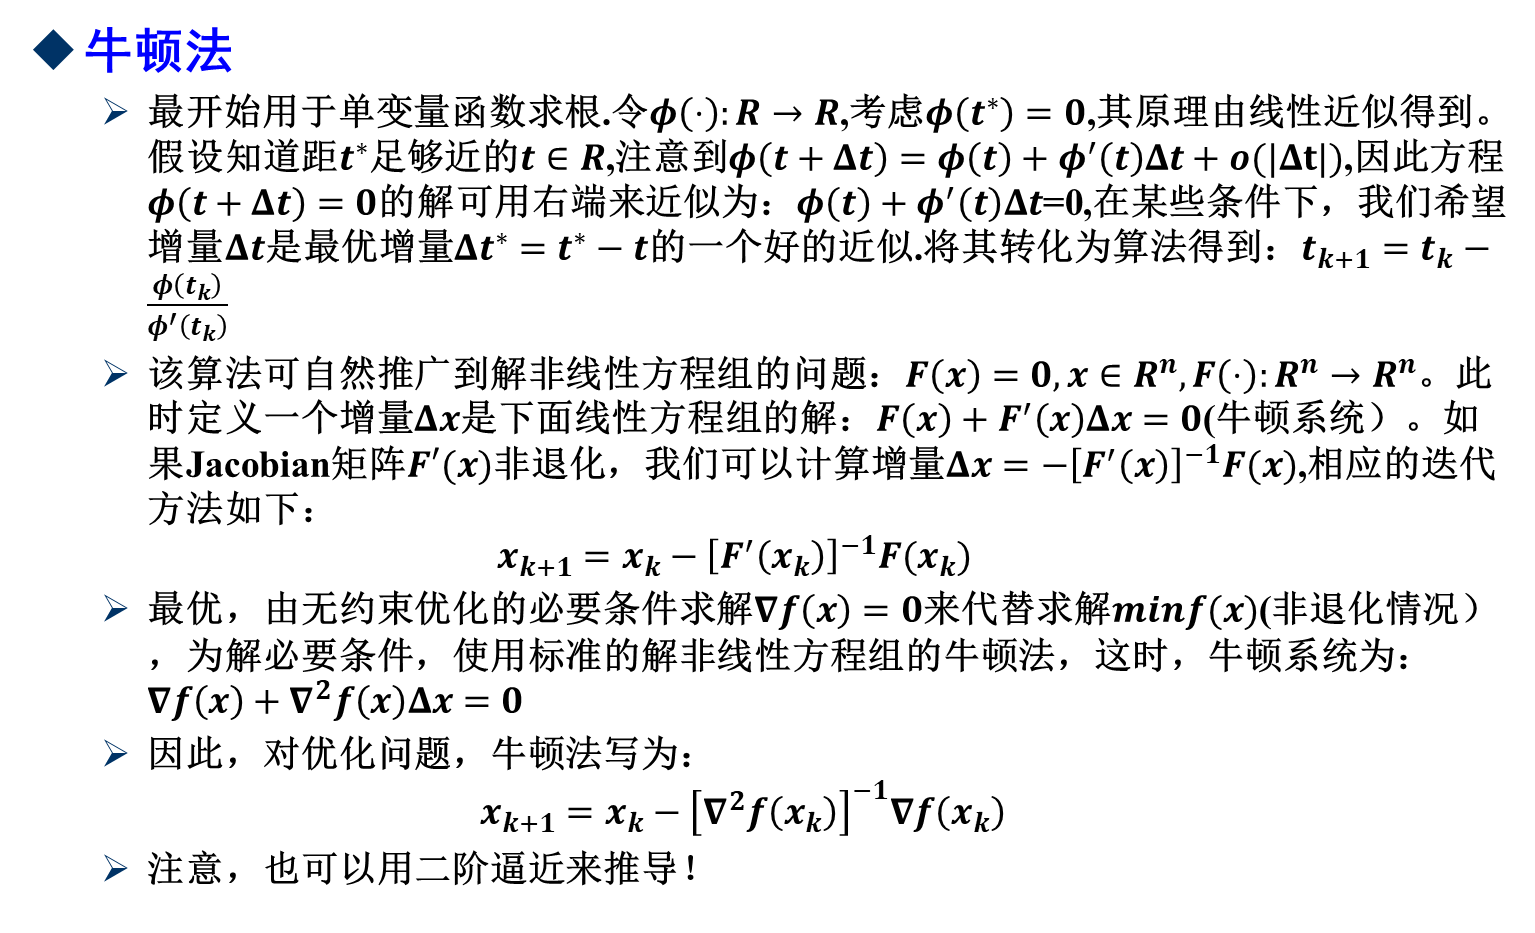 牛顿法
最开始用于单变量函数求根.令ϕ(·):R → R,考虑ϕ(t*) = 0,其原理由线性近似得到。
假设知道距t*足够近的t ∈ R,注意到ϕ(t + Δt) = ϕ(t) + ϕ′(t)Δt + o(|Δt|),因此方程
ϕ(t + Δt) = 0的解可用右端来近似为：ϕ(t) + ϕ′(t)Δt=0,在某些条件下，我们希望
增量Δt是最优增量Δt* = t* − t的一个好的近似.将其转化为算法得到：t_{k+1} = t_k −
ϕ(t_k)
ϕ′(t_k)
该算法可自然推广到解非线性方程组的问题：F(x) = 0, x ∈ Rⁿ, F(·): Rⁿ → Rⁿ。此
时定义一个增量Δx是下面线性方程组的解：F(x) + F′(x)Δx = 0(牛顿系统）。如
果Jacobian矩阵F′(x)非退化，我们可以计算增量Δx = −[F′(x)]⁻¹F(x),相应的迭代
方法如下：
x_{k+1} = x_k − [F′(x_k)]⁻¹F(x_k)
最优，由无约束优化的必要条件求解∇f(x) = 0来代替求解minf(x)(非退化情况）
，为解必要条件，使用标准的解非线性方程组的牛顿法，这时，牛顿系统为：
∇f(x) + ∇²f(x)Δx = 0
因此，对优化问题，牛顿法写为：
x_{k+1} = x_k − [∇²f(x_k)]⁻¹∇f(x_k)
注意，也可以用二阶逼近来推导！